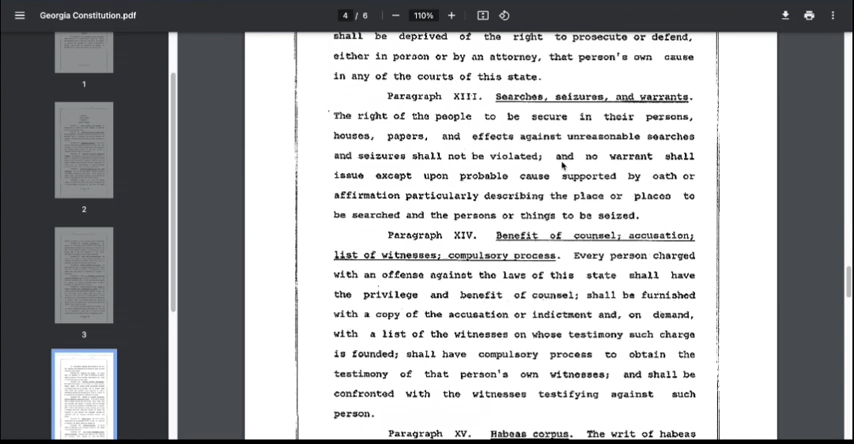 Georgia Constitution.pdf
4 / 6
110%
1
2
3
shall be deprived of the right to prosecute or defend,
either in person or by an attorney, that person's own cause
in any of the courts of this state.
Paragraph XIII. Searches, seizures, and warrants.
The right of the people to be secure in their persons,
houses, papers, and effects against unreasonable searches
and seizures shall not be violated; and no warrant shall
issue except upon probable cause supported by oath or
affirmation particularly describing the place or places to
be searched and the persons or things to be seized.
Paragraph XIV. Benefit of counsel; accusation;
list of witnesses; compulsory process. Every person charged
with an offense against the laws of this state shall have
the privilege and benefit of counsel; shall be furnished
with a copy of the accusation or indictment and, on demand,
with a list of the witnesses on whose testimony such charge
is founded; shall have compulsory process to obtain the
testimony of that person's own witnesses; and shall be
confronted with the witnesses testifying against such
person.
Paragraph XV. Habeas corpus. The writ of habeas